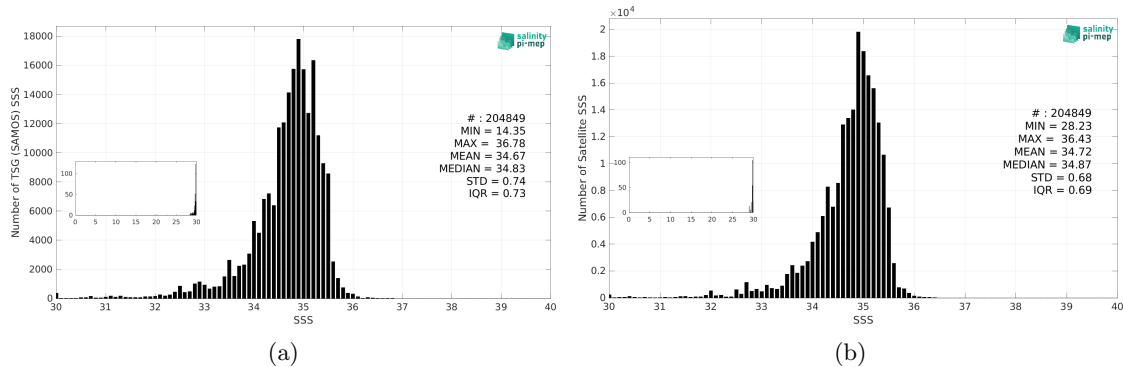 18000
16000
14000
12000
10000
8000
6000
4000
2000
0
Number of TSG (SAMOS) SSS
salinity
pi-mep
# : 204849
MIN = 14.35
MAX = 36.78
MEAN = 34.67
MEDIAN = 34.83
STD = 0.74
IQR = 0.73
100
50
0
0 5 10 15 20 25 30
30 31 32 33 34 35 36 37 38 39 40
SSS
(a)
×10⁴
2
1.8
1.6
1.4
1.2
1
0.8
0.6
0.4
0.2
0
Number of Satellite SSS
salinity
pi-mep
# : 204849
MIN = 28.23
MAX = 36.43
MEAN = 34.72
MEDIAN = 34.87
STD = 0.68
IQR = 0.69
100
50
0
0 5 10 15 20 25 30
30 31 32 33 34 35 36 37 38 39 40
SSS
(b)